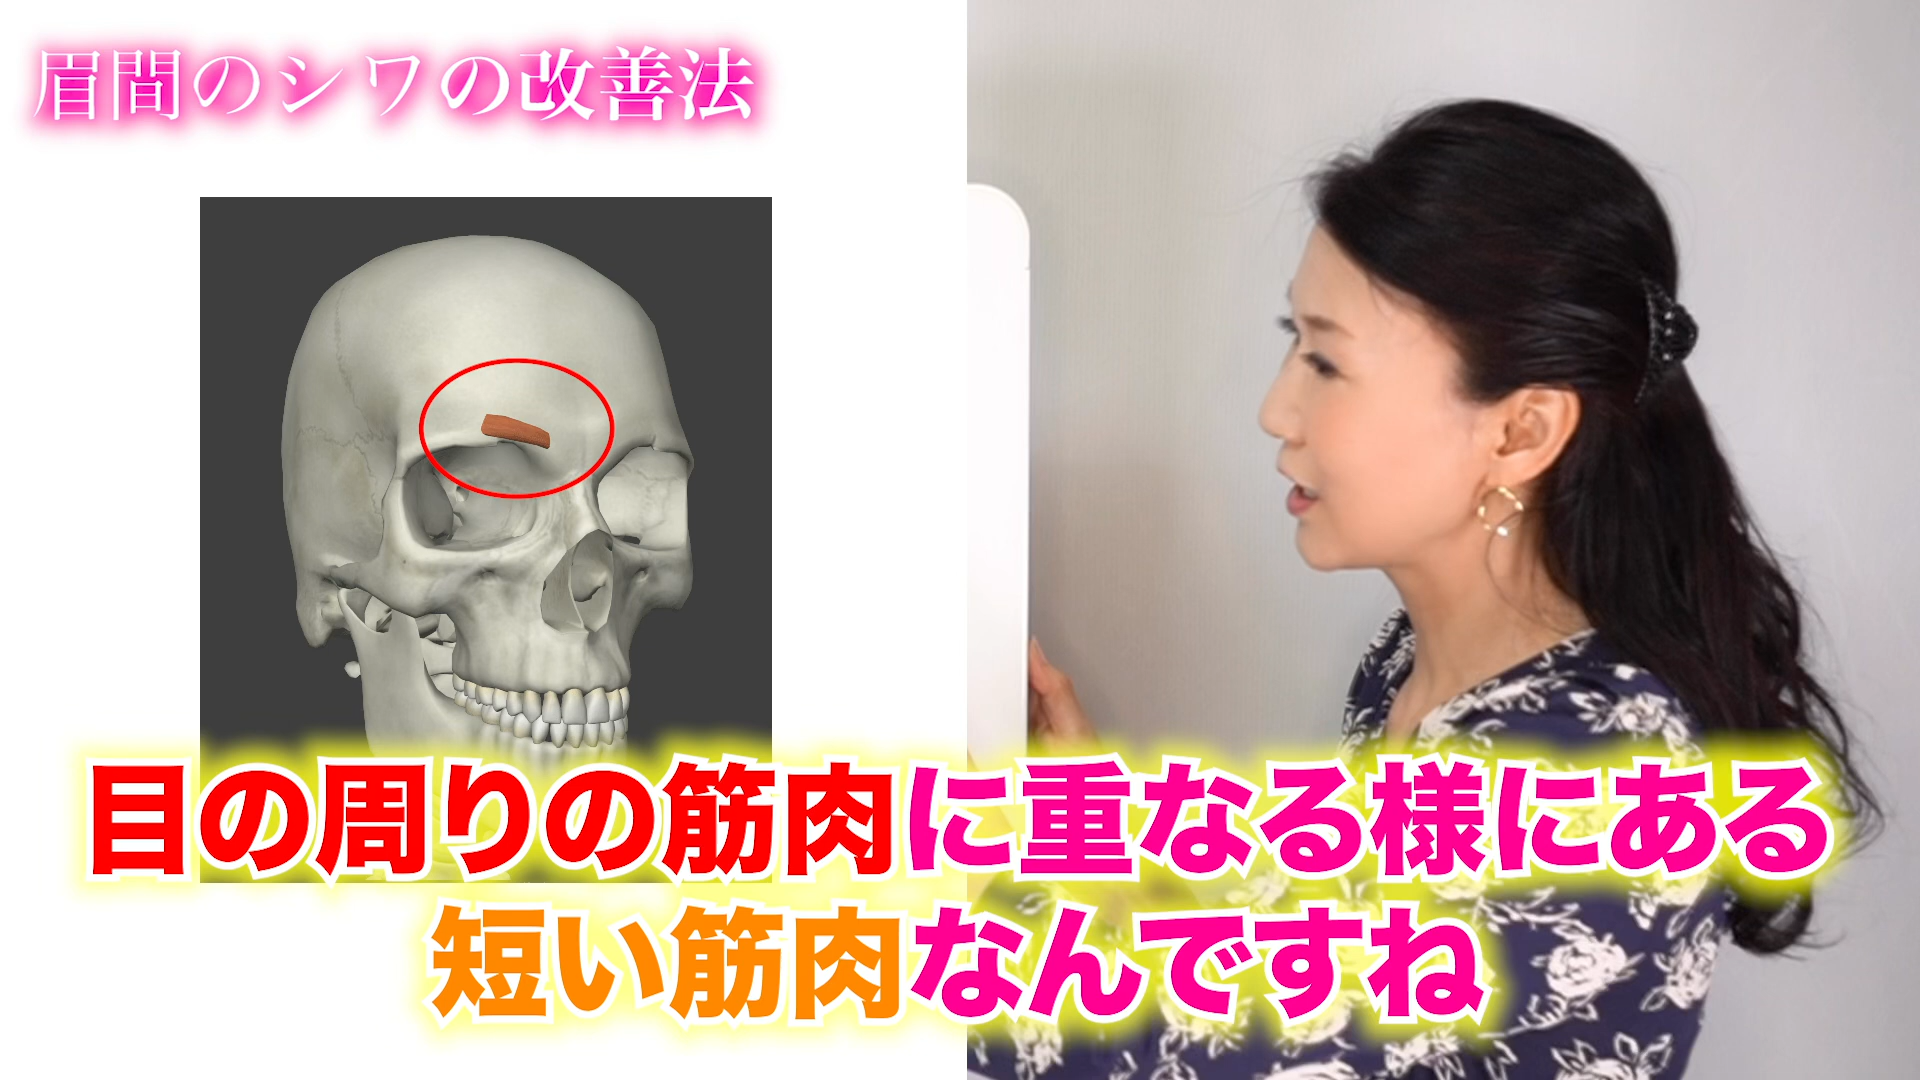 眉間のシワの改善法
目の周りの筋肉に重なる様にある
短い筋肉なんですね